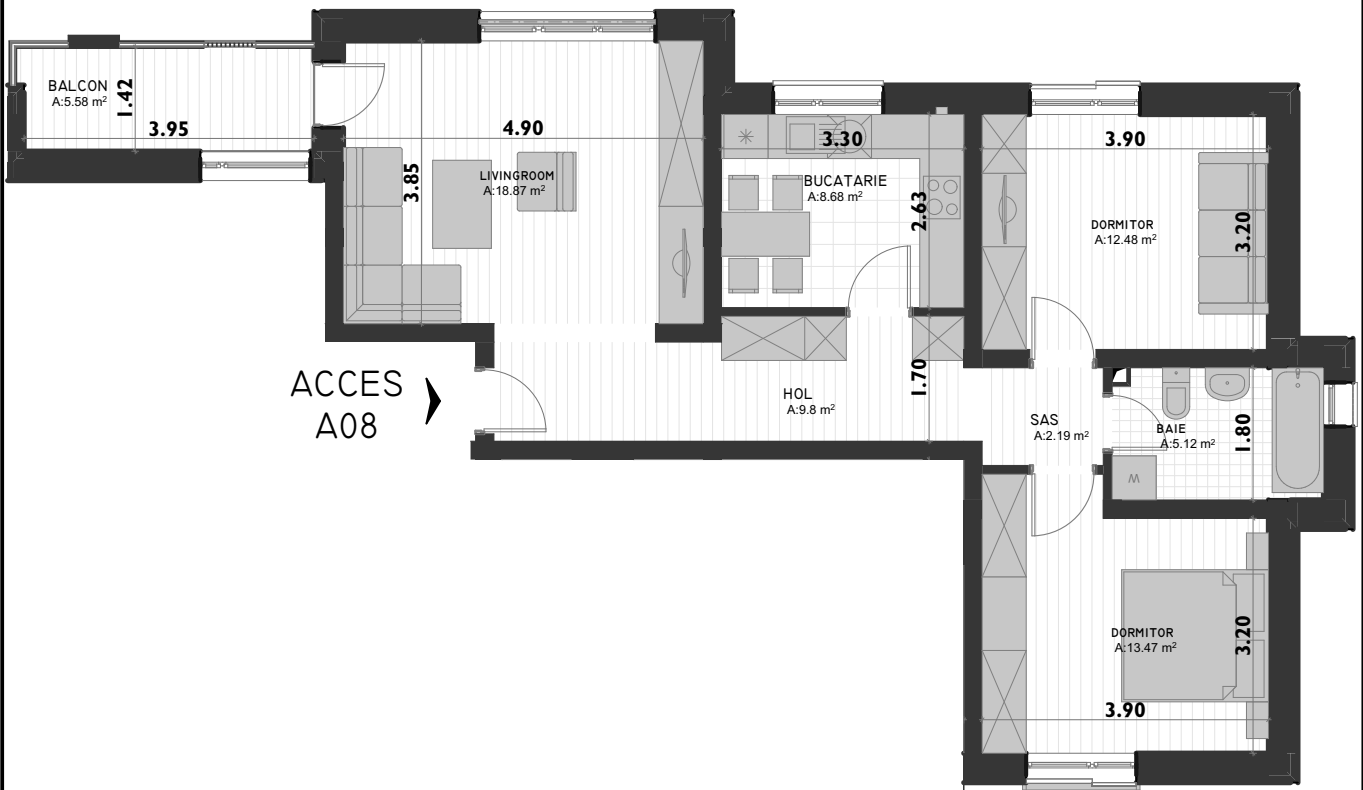 BALCON
A:5.58 m²
1.42
3.95
4.90
3.85
LIVINGROOM
A:18.87 m²
3.30
BUCATARIE
A:8.68 m²
2.63
3.90
DORMITOR
A:12.48 m²
3.20
ACCES
A08
HOL
A:9.8 m²
1.70
SAS
A:2.19 m²
BAIE
A:5.12 m²
1.80
W
DORMITOR
A:13.47 m²
3.20
3.90